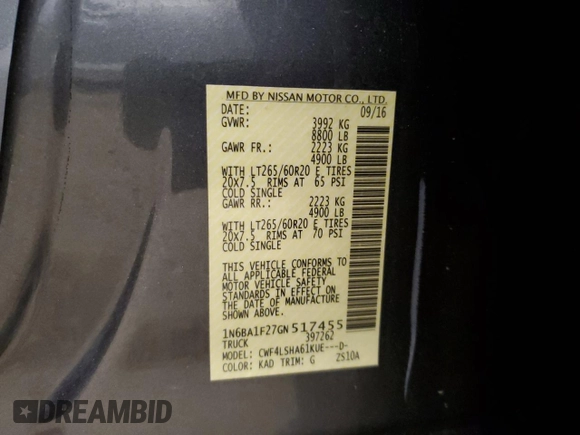 MFD BY NISSAN MOTOR CO., LTD.
DATE: 09/16
GVWR: 3992 KG
8800 LB
GAWR FR.: 2223 KG
4900 LB
WITH LT265/60R20 E TIRES
20X7.5 RIMS AT 65 PSI
COLD SINGLE
GAWR RR.: 2223 KG
4900 LB
WITH LT265/60R20 E TIRES
20X7.5 RIMS AT 70 PSI
COLD SINGLE
THIS VEHICLE CONFORMS TO
ALL APPLICABLE FEDERAL
MOTOR VEHICLE SAFETY
STANDARDS IN EFFECT ON
THE DATE OF MANUFACTURE
SHOWN ABOVE.
1N6BA1F27GN517455
TRUCK 397262
MODEL: CWF4LSHA61KUE---D-
COLOR: KAD TRIM: G 2S10A
DREAMBID